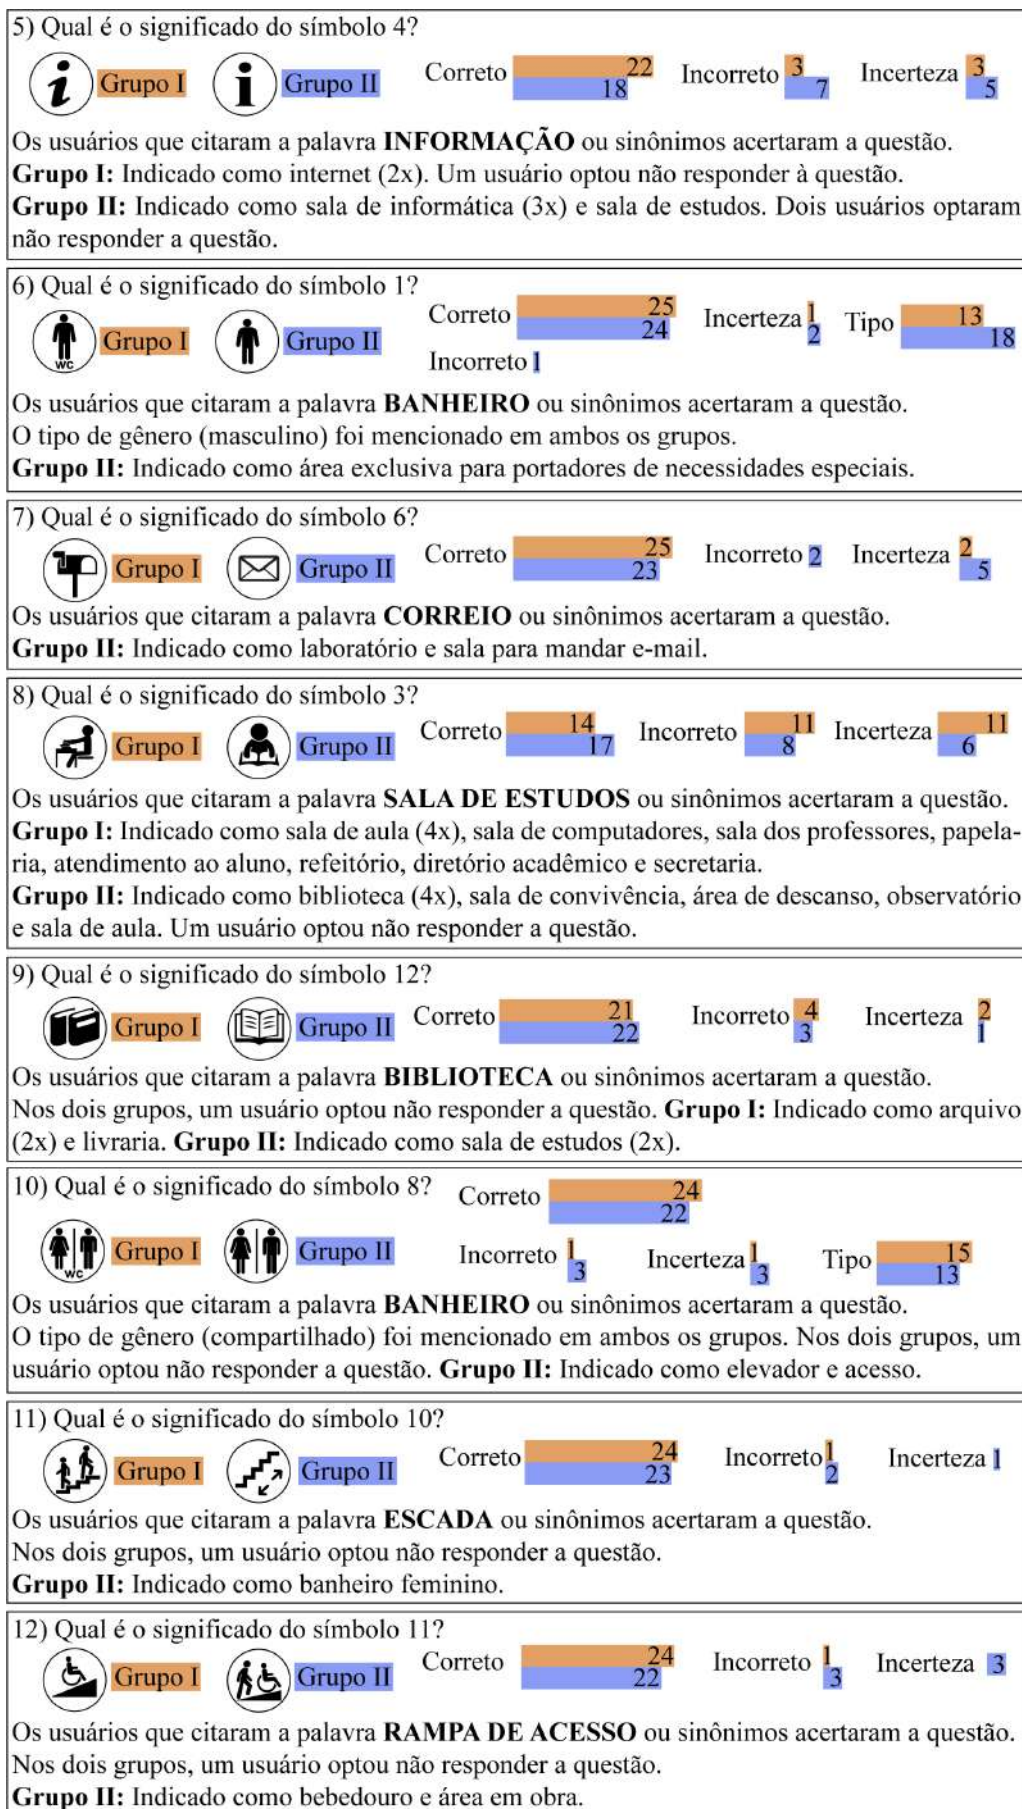 5) Qual é o significado do símbolo 4?
i Grupo I i Grupo II Correto 22 18 Incorreto 3 7 Incerteza 3 5
Os usuários que citaram a palavra INFORMAÇÃO ou sinônimos acertaram a questão.
Grupo I: Indicado como internet (2x). Um usuário optou não responder à questão.
Grupo II: Indicado como sala de informática (3x) e sala de estudos. Dois usuários optaram
não responder a questão.
6) Qual é o significado do símbolo 1?
WC Grupo I Grupo II Correto 25 24 Incerteza 1 2 Tipo 13 18
Incorreto 1
Os usuários que citaram a palavra BANHEIRO ou sinônimos acertaram a questão.
O tipo de gênero (masculino) foi mencionado em ambos os grupos.
Grupo II: Indicado como área exclusiva para portadores de necessidades especiais.
7) Qual é o significado do símbolo 6?
Grupo I Grupo II Correto 25 23 Incorreto 2 Incerteza 2 5
Os usuários que citaram a palavra CORREIO ou sinônimos acertaram a questão.
Grupo II: Indicado como laboratório e sala para mandar e-mail.
8) Qual é o significado do símbolo 3?
Grupo I Grupo II Correto 14 17 Incorreto 11 8 Incerteza 11 6
Os usuários que citaram a palavra SALA DE ESTUDOS ou sinônimos acertaram a questão.
Grupo I: Indicado como sala de aula (4x), sala de computadores, sala dos professores, papela-
ria, atendimento ao aluno, refeitório, diretório acadêmico e secretaria.
Grupo II: Indicado como biblioteca (4x), sala de convivência, área de descanso, observatório
e sala de aula. Um usuário optou não responder a questão.
9) Qual é o significado do símbolo 12?
Grupo I Grupo II Correto 21 22 Incorreto 4 3 Incerteza 2 1
Os usuários que citaram a palavra BIBLIOTECA ou sinônimos acertaram a questão.
Nos dois grupos, um usuário optou não responder a questão. Grupo I: Indicado como arquivo
(2x) e livraria. Grupo II: Indicado como sala de estudos (2x).
10) Qual é o significado do símbolo 8? Correto 24 22
WC Grupo I Grupo II Incorreto 1 3 Incerteza 1 3 Tipo 15 13
Os usuários que citaram a palavra BANHEIRO ou sinônimos acertaram a questão.
O tipo de gênero (compartilhado) foi mencionado em ambos os grupos. Nos dois grupos, um
usuário optou não responder a questão. Grupo II: Indicado como elevador e acesso.
11) Qual é o significado do símbolo 10?
Grupo I Grupo II Correto 24 23 Incorreto 1 2 Incerteza 1
Os usuários que citaram a palavra ESCADA ou sinônimos acertaram a questão.
Nos dois grupos, um usuário optou não responder a questão.
Grupo II: Indicado como banheiro feminino.
12) Qual é o significado do símbolo 11?
Grupo I Grupo II Correto 24 22 Incorreto 1 3 Incerteza 3
Os usuários que citaram a palavra RAMPA DE ACESSO ou sinônimos acertaram a questão.
Nos dois grupos, um usuário optou não responder a questão.
Grupo II: Indicado como bebedouro e área em obra.